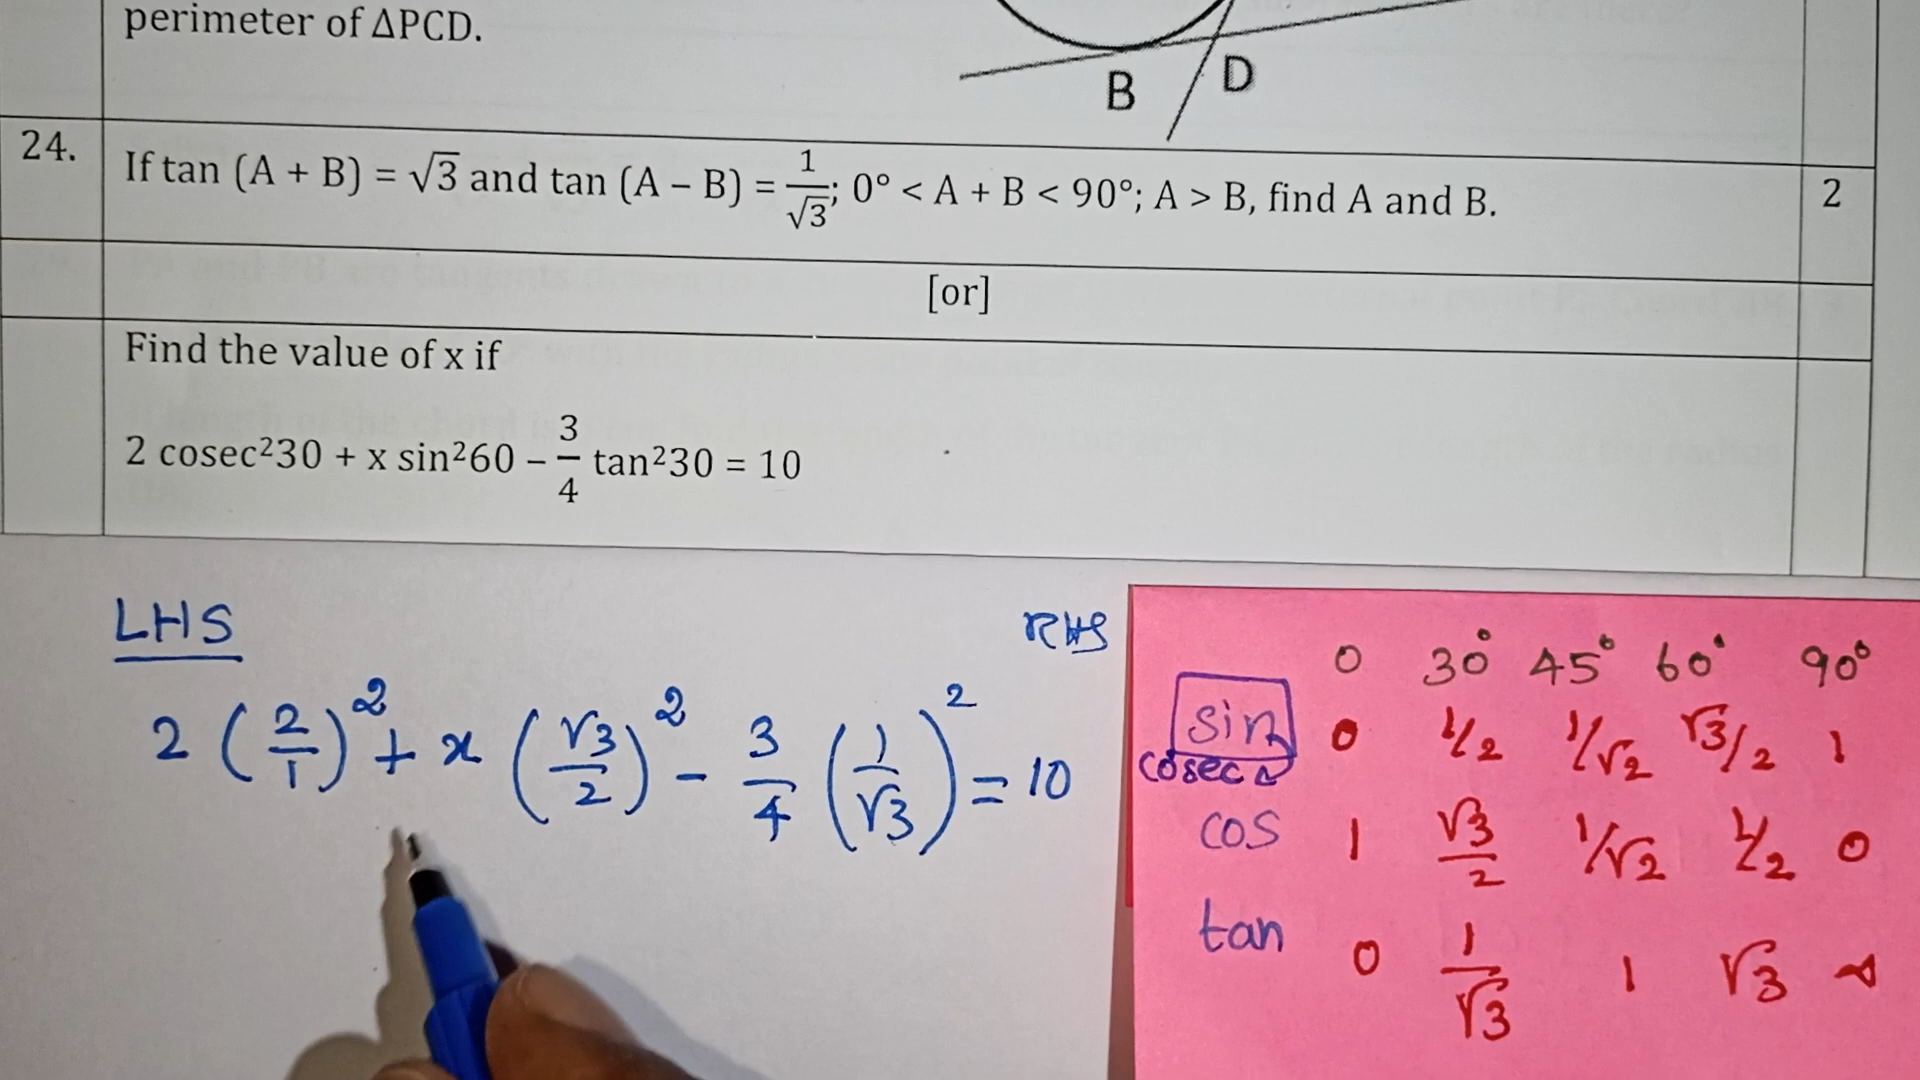 perimeter of ΔPCD.
B
D
24.
If tan (A + B) = √3 and tan (A – B) = 1/√3; 0° < A + B < 90°; A > B, find A and B.
2
[or]
Find the value of x if
2 cosec²30 + x sin²60 – 3/4 tan²30 = 10
LHS
RHS
2 (2/1)² + x (√3/2)² - 3/4 (1/√3)² = 10
0 30° 45° 60° 90°
sin 0 1/2 1/√2 √3/2 1
cosec
cos 1 √3/2 1/√2 1/2 0
tan 0 1/√3 1 √3